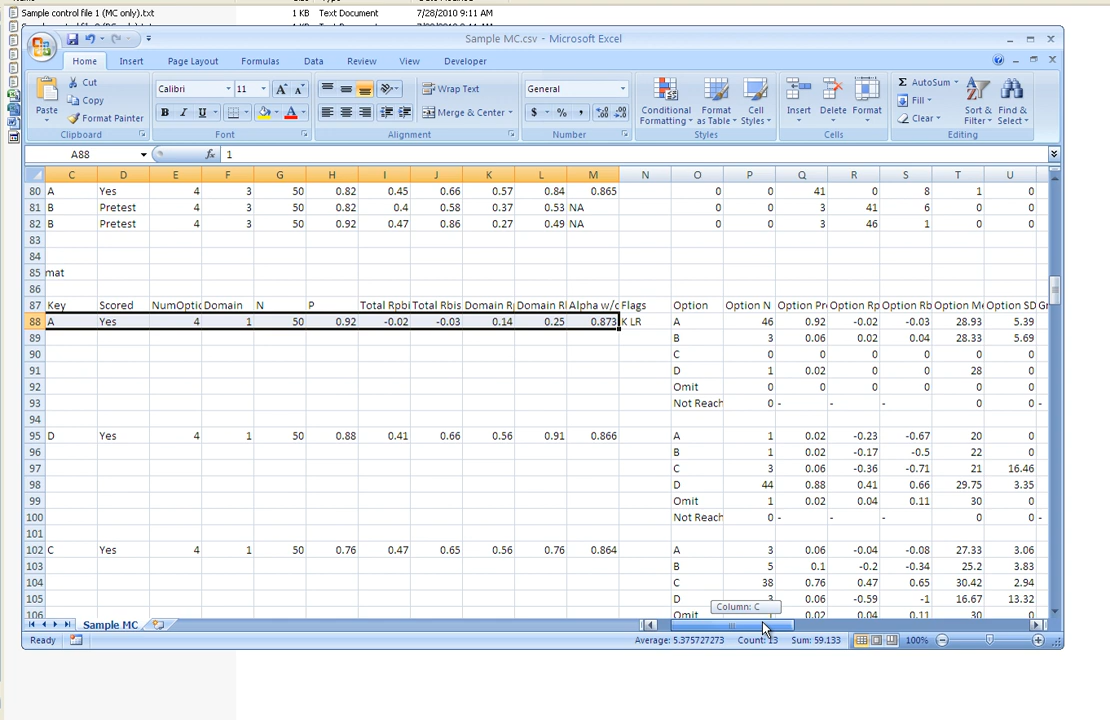 Sample control file 1 (MC only).txt 1 KB Text Document 7/28/2010 9:11 AM
Sample MC.csv - Microsoft Excel
Home Insert Page Layout Formulas Data Review View Developer
Cut Calibri 11 Wrap Text General AutoSum
Copy Fill
Paste Format Painter Merge & Center $ % , Conditional Formatting Format as Table Cell Styles Insert Delete Format Clear Sort & Filter Find & Select
Clipboard Font Alignment Number Styles Cells Editing
A88 fx 1
C D E F G H I J K L M N O P Q R S T U
80 A Yes 4 3 50 0.82 0.45 0.66 0.57 0.84 0.865 0 0 41 0 8 1 0
81 B Pretest 4 3 50 0.82 0.4 0.58 0.37 0.53 NA 0 0 3 41 6 0 0
82 B Pretest 4 3 50 0.92 0.47 0.86 0.27 0.49 NA 0 0 3 46 1 0 0
83
84
85 mat
86
87 Key Scored NumOptio Domain N P Total Rpbi Total Rbis Domain Rp Domain Rl Alpha w/o Flags Option Option N Option Pro Option Rp Option Rb Option Me Option SD Gr
88 A Yes 4 1 50 0.92 -0.02 -0.03 0.14 0.25 0.873 K LR A 46 0.92 -0.02 -0.03 28.93 5.39
89 B 3 0.06 0.02 0.04 28.33 5.69
90 C 0 0 0 0 0 0
91 D 1 0.02 0 0 28 0
92 Omit 0 0 0 0 0 0
93 Not Reach 0 - - - 0 0 -
94
95 D Yes 4 1 50 0.88 0.41 0.66 0.56 0.91 0.866 A 1 0.02 -0.23 -0.67 20 0
96 B 1 0.02 -0.17 -0.5 22 0
97 C 3 0.06 -0.36 -0.71 21 16.46
98 D 44 0.88 0.41 0.66 29.75 3.35
99 Omit 1 0.02 0.04 0.11 30 0
100 Not Reach 0 - - - 0 0 -
101
102 C Yes 4 1 50 0.76 0.47 0.65 0.56 0.76 0.864 A 3 0.06 -0.04 -0.08 27.33 3.06
103 B 5 0.1 -0.2 -0.34 25.2 3.83
104 C 38 0.76 0.47 0.65 30.42 2.94
105 D 3 0.06 -0.59 -1 16.67 13.32
Column: C
106 Omit 1 0.02 0.04 0.11 30 0
Sample MC
Ready Average: 5.375727273 Count: 13 Sum: 59.133 100%